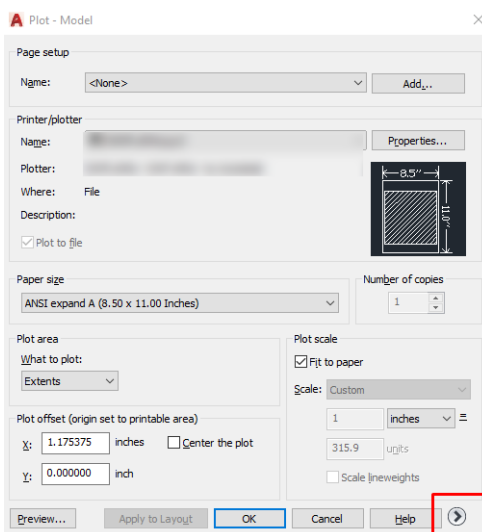 Plot - Model
Page setup
Name: <None> Add...
Printer/plotter
Name: Properties...
Plotter:
Where: File
Description:
Plot to file
8.5"
11.0"
Paper size
ANSI expand A (8.50 x 11.00 Inches)
Number of copies
1
Plot area
What to plot:
Extents
Plot scale
Fit to paper
Scale: Custom
1 inches =
315.9 units
Scale lineweights
Plot offset (origin set to printable area)
X: 1.175375 inches Center the plot
Y: 0.000000 inch
Preview... Apply to Layout OK Cancel Help